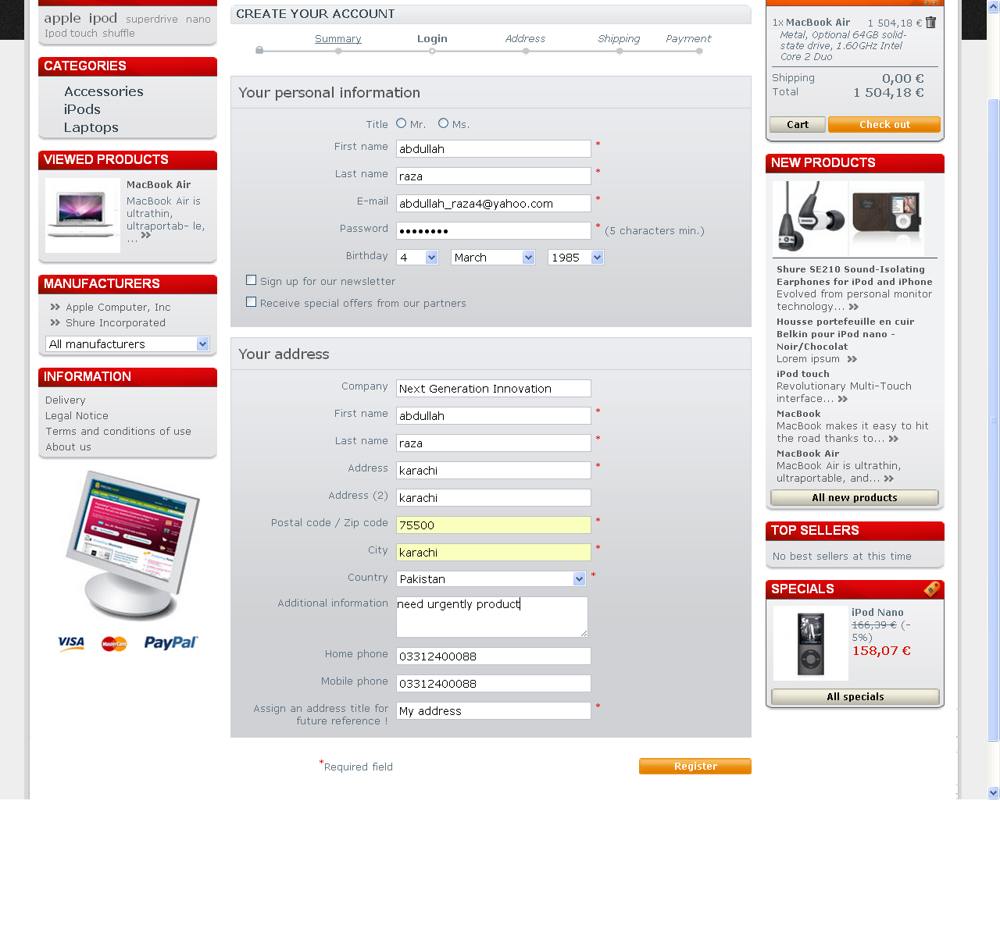 apple ipod superdrive nano
Ipod touch shuffle
CATEGORIES
Accessories
iPods
Laptops
VIEWED PRODUCTS
MacBook Air
MacBook Air is
ultrathin,
ultraportab- le,
...
MANUFACTURERS
Apple Computer, Inc
Shure Incorporated
All manufacturers
INFORMATION
Delivery
Legal Notice
Terms and conditions of use
About us
VISA MasterCard PayPal
CREATE YOUR ACCOUNT
Summary Login Address Shipping Payment
Your personal information
Title Mr. Ms.
First name abdullah *
Last name raza *
E-mail abdullah_raza4@yahoo.com *
Password •••••••• * (5 characters min.)
Birthday 4 March 1985
Sign up for our newsletter
Receive special offers from our partners
Your address
Company Next Generation Innovation
First name abdullah *
Last name raza *
Address karachi *
Address (2) karachi
Postal code / Zip code 75500 *
City karachi *
Country Pakistan *
Additional information need urgently product
Home phone 03312400088
Mobile phone 03312400088
Assign an address title for My address *
future reference !
*Required field Register
1x MacBook Air 1 504,18 €
Metal, Optional 64GB solid-
state drive, 1.60GHz Intel
Core 2 Duo
Shipping 0,00 €
Total 1 504,18 €
Cart Check out
NEW PRODUCTS
Shure SE210 Sound-Isolating
Earphones for iPod and iPhone
Evolved from personal monitor
technology...
Housse portefeuille en cuir
Belkin pour iPod nano -
Noir/Chocolat
Lorem ipsum
iPod touch
Revolutionary Multi-Touch
interface...
MacBook
MacBook makes it easy to hit
the road thanks to...
MacBook Air
MacBook Air is ultrathin,
ultraportable, and...
All new products
TOP SELLERS
No best sellers at this time
SPECIALS
iPod Nano
166,39 € (-
5%)
158,07 €
All specials